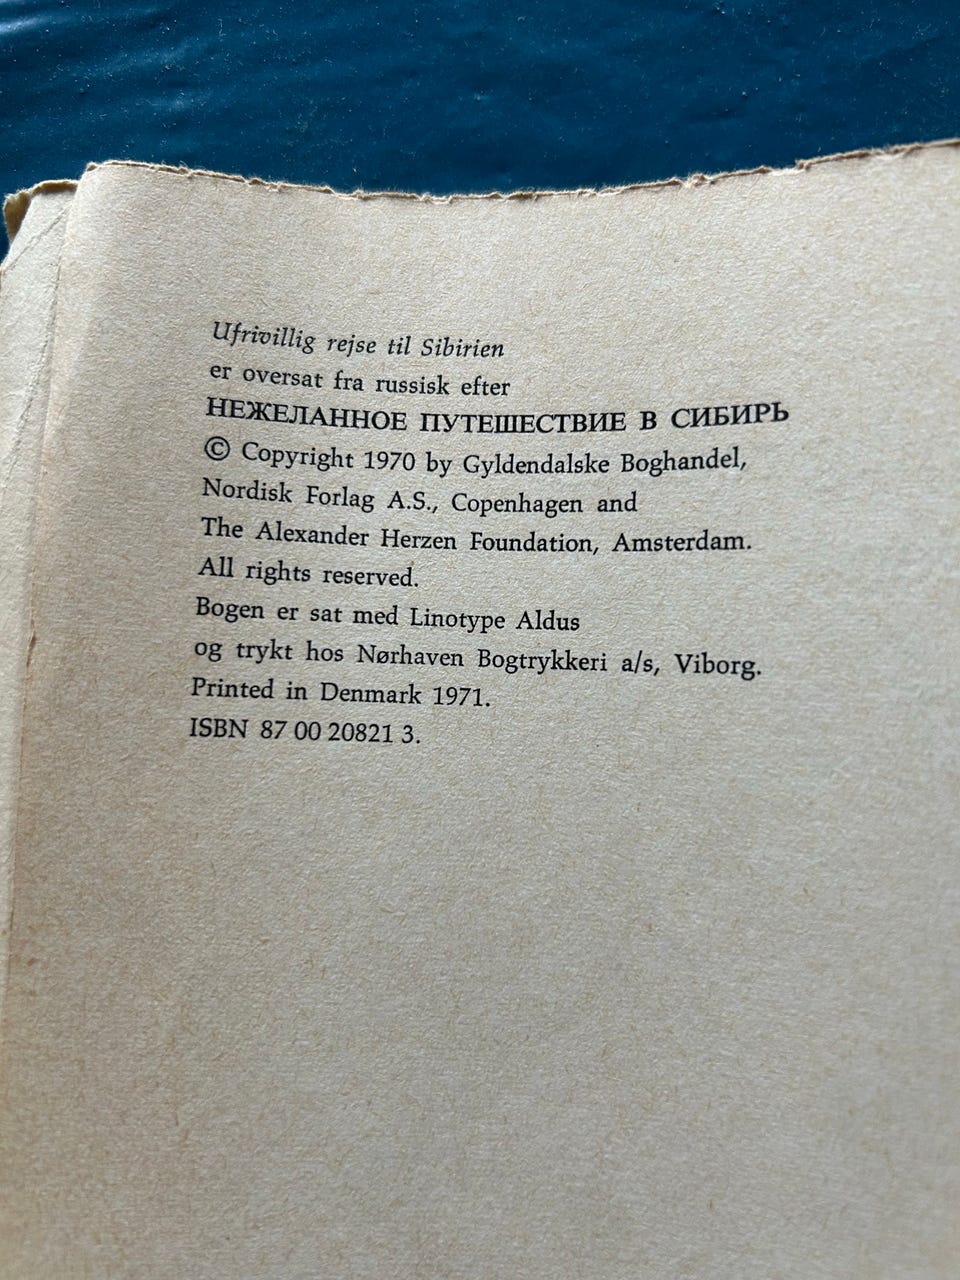 Ufrivillig rejse til Sibirien
er oversat fra russisk efter
НЕЖЕЛАННОЕ ПУТЕШЕСТВИЕ В СИБИРЬ
© Copyright 1970 by Gyldendalske Boghandel,
Nordisk Forlag A.S., Copenhagen and
The Alexander Herzen Foundation, Amsterdam.
All rights reserved.
Bogen er sat med Linotype Aldus
og trykt hos Nørhaven Bogtrykkeri a/s, Viborg.
Printed in Denmark 1971.
ISBN 87 00 20821 3.